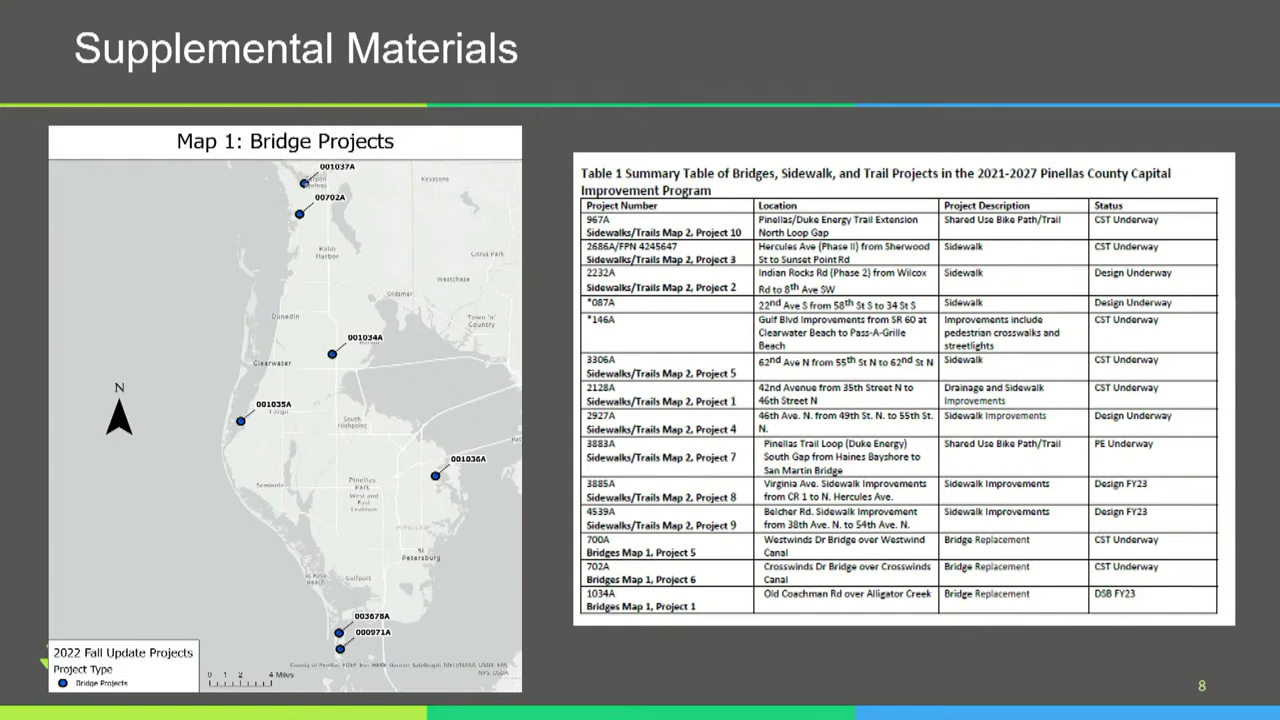 Supplemental Materials
Map 1: Bridge Projects
001037A
Keystone
00702A
Palm
Harbor
Citrus Park
Westchase
Oldsmar
Town 'n'
Country
Dunedin
001034A
Clearwater
N
001035A
Largo
South
Highpoint
001036A
Seminole
Pinellas
Park
West and
East
Lealman
St
Petersburg
Gulfport
003678A
000971A
2022 Fall Update Projects
Project Type
Bridge Projects
0 1 2 4 Miles
Table 1 Summary Table of Bridges, Sidewalk, and Trail Projects in the 2021-2027 Pinellas County Capital
Improvement Program
Project Number Location Project Description Status
967A Pinellas/Duke Energy Trail Extension Shared Use Bike Path/Trail CST Underway
Sidewalks/Trails Map 2, Project 10 North Loop Gap
2686A/FPN 4245647 Hercules Ave (Phase II) from Sherwood Sidewalk CST Underway
Sidewalks/Trails Map 2, Project 3 St to Sunset Point Rd
2232A Indian Rocks Rd (Phase 2) from Wilcox Sidewalk Design Underway
Sidewalks/Trails Map 2, Project 2 Rd to 8th Ave SW
*087A 22nd Ave S from 58th St S to 34 St S Sidewalk Design Underway
*146A Gulf Blvd Improvements from SR 60 at Improvements include CST Underway
Clearwater Beach to Pass-A-Grille pedestrian crosswalks and
Beach streetlights
3306A 62nd Ave N from 55th St N to 62nd St N Sidewalk CST Underway
Sidewalks/Trails Map 2, Project 5
2128A 42nd Avenue from 35th Street N to Drainage and Sidewalk CST Underway
Sidewalks/Trails Map 2, Project 1 46th Street N Improvements
2927A 46th Ave. N. from 49th St. N. to 55th St. Sidewalk Improvements Design Underway
Sidewalks/Trails Map 2, Project 4 N.
3883A Pinellas Trail Loop (Duke Energy) Shared Use Bike Path/Trail PE Underway
Sidewalks/Trails Map 2, Project 7 South Gap from Haines Bayshore to
San Martin Bridge
3885A Virginia Ave. Sidewalk Improvements Sidewalk Improvements Design FY23
Sidewalks/Trails Map 2, Project 8 from CR 1 to N. Hercules Ave.
4539A Belcher Rd. Sidewalk Improvement Sidewalk Improvements Design FY23
Sidewalks/Trails Map 2, Project 9 from 38th Ave. N. to 54th Ave. N.
700A Westwinds Dr Bridge over Westwind Bridge Replacement CST Underway
Bridges Map 1, Project 5 Canal
702A Crosswinds Dr Bridge over Crosswinds Bridge Replacement CST Underway
Bridges Map 1, Project 6 Canal
1034A Old Coachman Rd over Alligator Creek Bridge Replacement DSB FY23
Bridges Map 1, Project 1
8